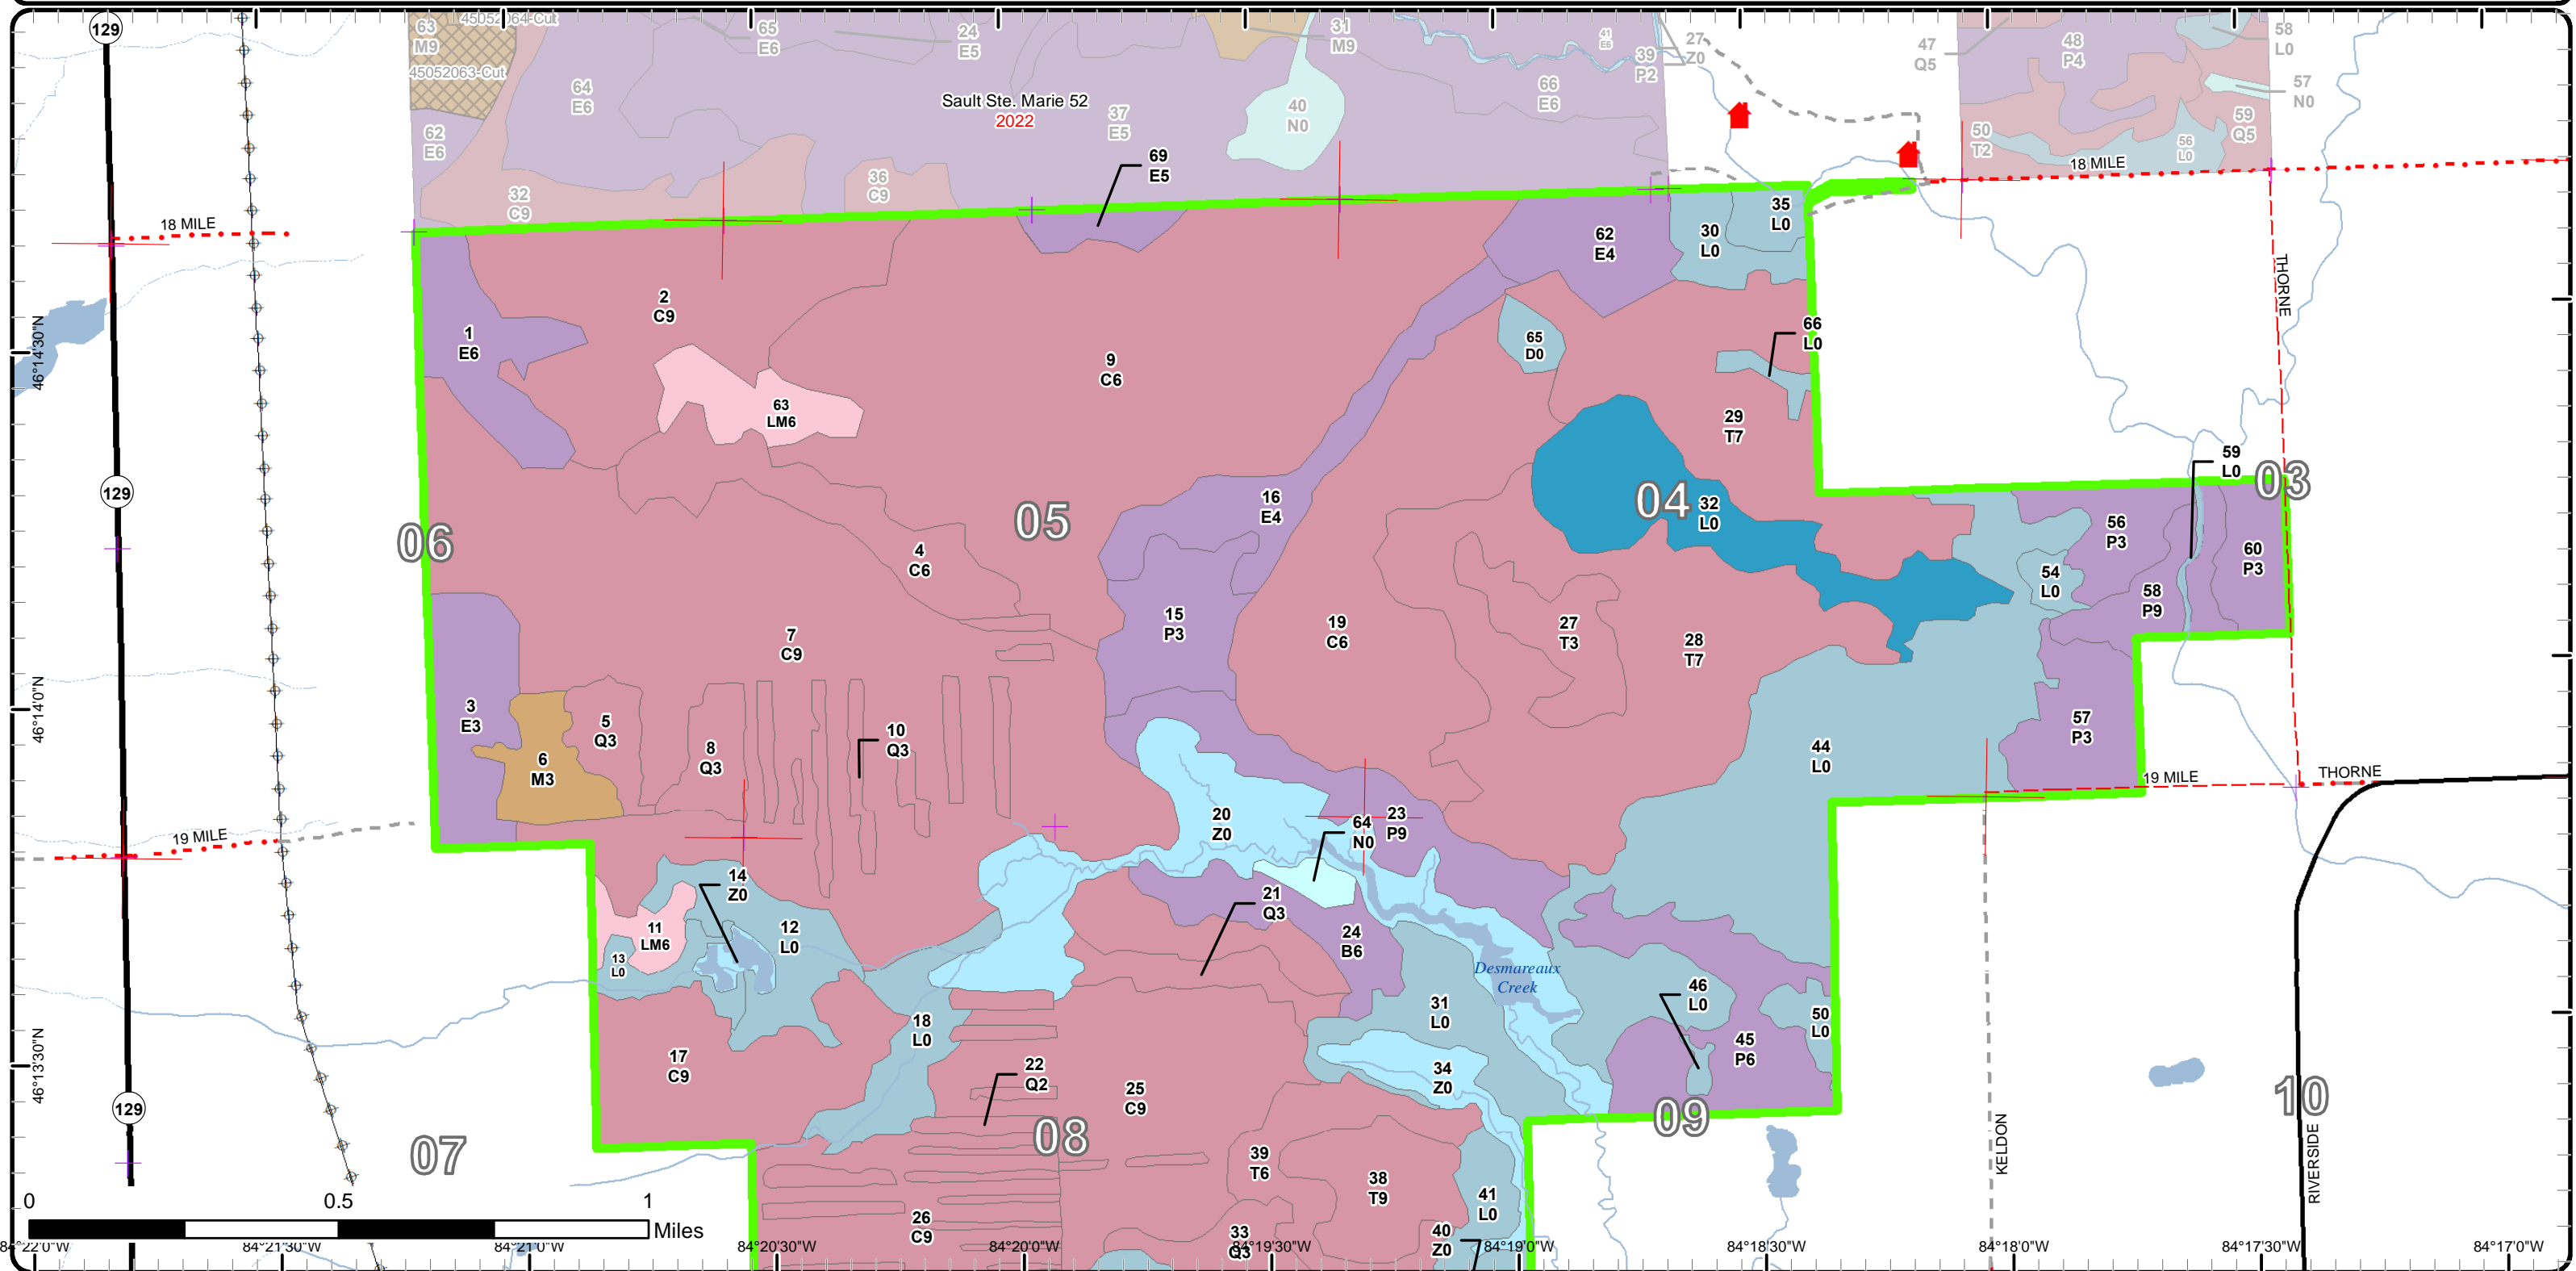 129
45052064-Cut
63
M9
45052063-Cut
65
E6
24
E5
31
M9
41
E6
39
P2
27
Z0
47
Q5
48
P4
58
L0
57
N0
64
E6
Sault Ste. Marie 52
2022
37
E5
40
N0
66
E6
59
Q5
62
E6
50
T2
56
L0
18 MILE
69
E5
32
C9
36
C9
18 MILE
35
L0
62
E4
30
L0
THORNE
2
C9
1
E6
66
L0
65
D0
9
C6
46°14'30"N
63
LM6
29
T7
59
L0
03
129
16
E4
04
32
L0
05
06
56
P3
60
P3
4
C6
54
L0
58
P9
15
P3
19
C6
27
T3
28
T7
7
C9
3
E3
5
Q3
8
Q3
10
Q3
46°14'0"N
57
P3
44
L0
6
M3
19 MILE
THORNE
20
Z0
64
N0
23
P9
19 MILE
14
Z0
21
Q3
11
LM6
12
L0
13
L0
24
B6
Desmareaux
Creek
46
L0
31
L0
50
L0
18
L0
45
P6
17
C9
46°13'30"N
22
Q2
34
Z0
25
C9
129
07
08
09
10
KELDON
RIVERSIDE
39
T6
38
T9
41
L0
26
C9
33
Q3
40
Z0
0
0.5
1
Miles
84°22'0"W
84°21'30"W
84°21'0"W
84°20'30"W
84°20'0"W
84°19'30"W
84°19'0"W
84°18'30"W
84°18'0"W
84°17'30"W
84°17'0"W